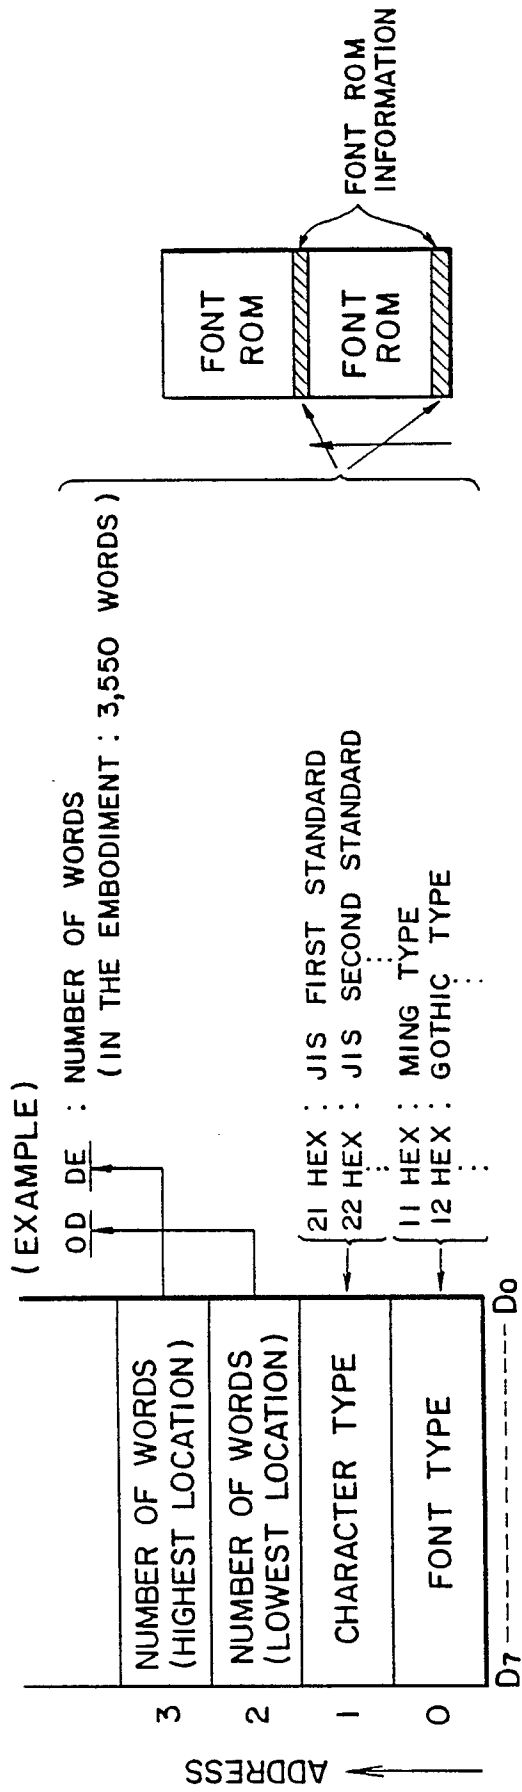 (EXAMPLE)
OD DE : NUMBER OF WORDS
(IN THE EMBODIMENT : 3,550 WORDS)
3
NUMBER OF WORDS
(HIGHEST LOCATION)
2
NUMBER OF WORDS
(LOWEST LOCATION)
1
CHARACTER TYPE
0
FONT TYPE
ADDRESS
D7 ----------- D0
21 HEX : JIS FIRST STANDARD
22 HEX : JIS SECOND STANDARD
11 HEX : MING TYPE
12 HEX : GOTHIC TYPE
FONT
ROM
FONT
ROM
FONT ROM
INFORMATION